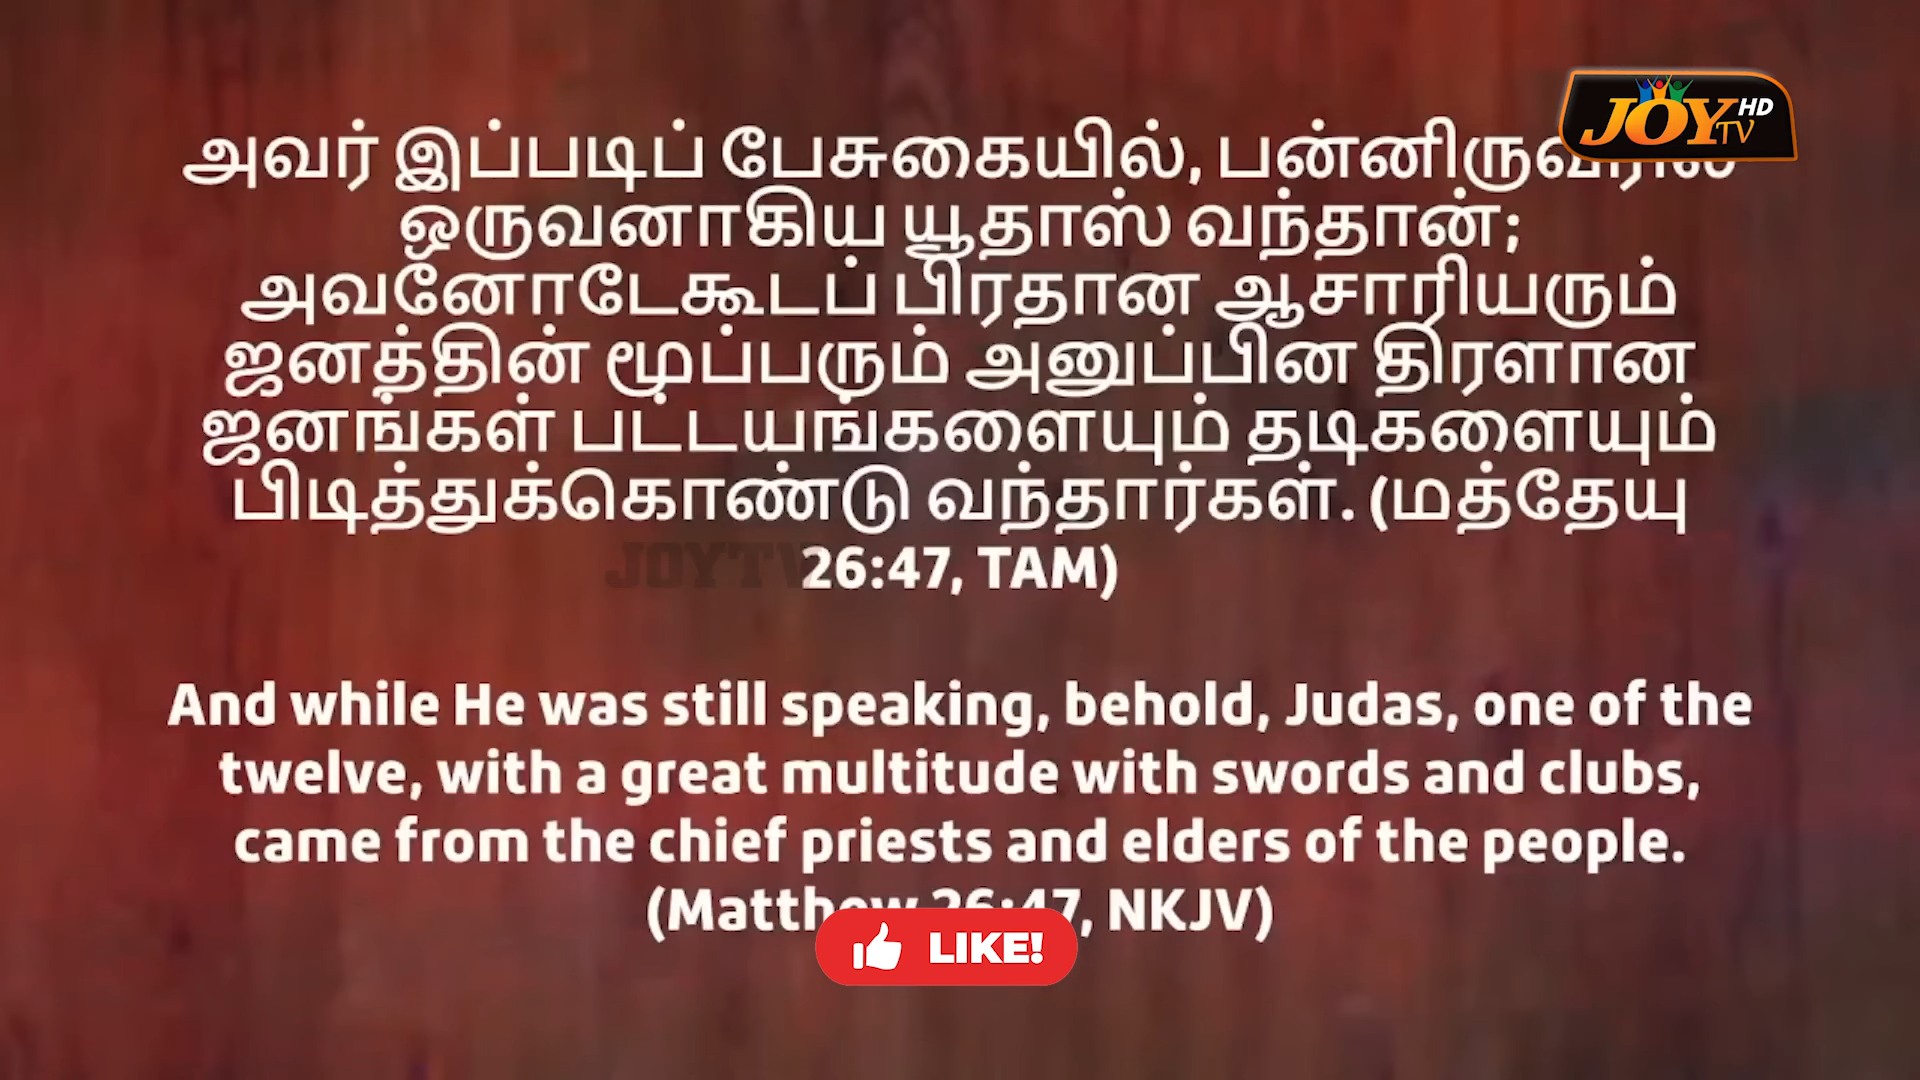 JOY TV HD
அவர் இப்படிப் பேசுகையில், பன்னிருவரில்
ஒருவனாகிய யூதாஸ் வந்தான்;
அவனோடேகூடப் பிரதான ஆசாரியரும்
ஜனத்தின் மூப்பரும் அனுப்பின திரளான
ஜனங்கள் பட்டயங்களையும் தடிகளையும்
பிடித்துக்கொண்டு வந்தார்கள். (மத்தேயு
26:47, TAM)
JOYTV
And while He was still speaking, behold, Judas, one of the
twelve, with a great multitude with swords and clubs,
came from the chief priests and elders of the people.
(Matthew 26:47, NKJV)
LIKE!